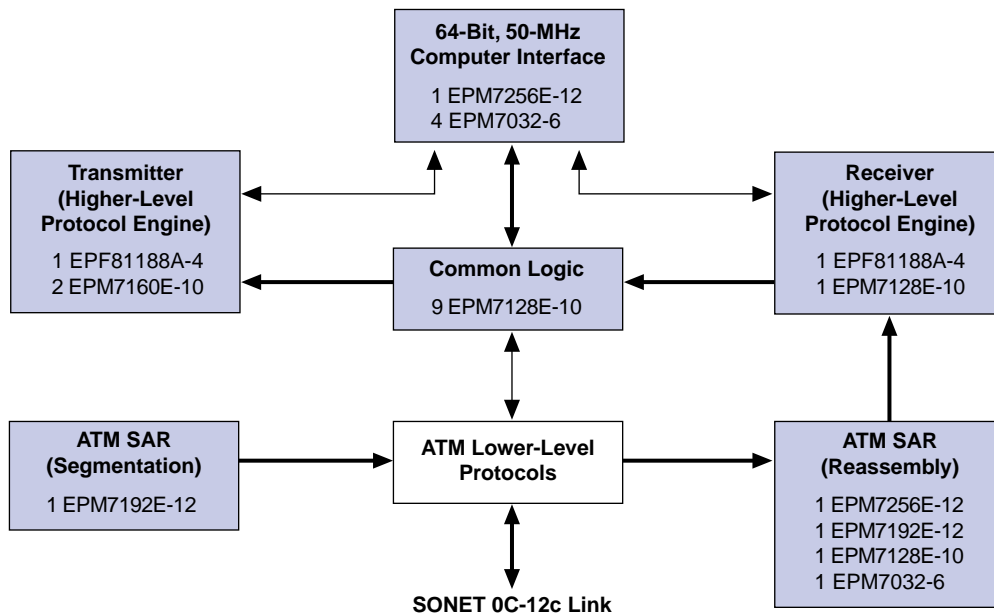 64-Bit, 50-MHz
Computer Interface
1 EPM7256E-12
4 EPM7032-6
Transmitter
(Higher-Level
Protocol Engine)
1 EPF81188A-4
2 EPM7160E-10
Common Logic
9 EPM7128E-10
Receiver
(Higher-Level
Protocol Engine)
1 EPF81188A-4
1 EPM7128E-10
ATM SAR
(Segmentation)
1 EPM7192E-12
ATM Lower-Level
Protocols
ATM SAR
(Reassembly)
1 EPM7256E-12
1 EPM7192E-12
1 EPM7128E-10
1 EPM7032-6
SONET 0C-12c Link